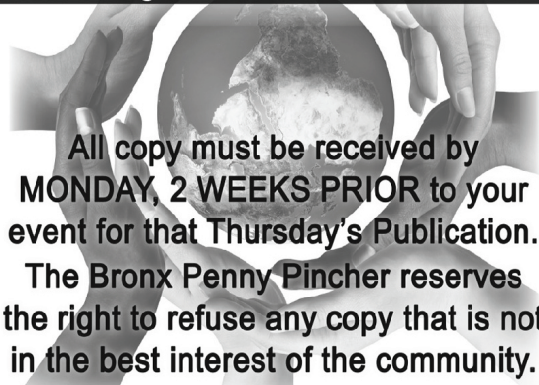 All copy must be received by
MONDAY, 2 WEEKS PRIOR to your
event for that Thursday's Publication.
The Bronx Penny Pincher reserves
the right to refuse any copy that is not
in the best interest of the community.